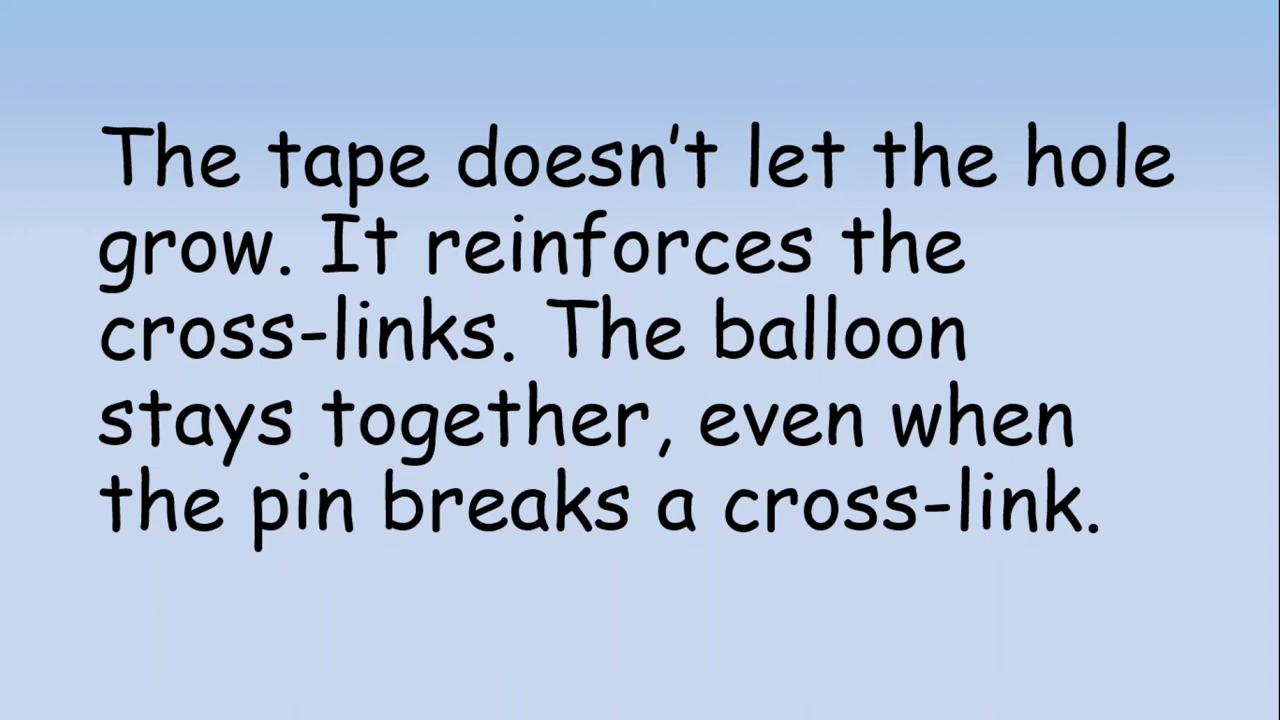 The tape doesn’t let the hole
grow. It reinforces the
cross-links. The balloon
stays together, even when
the pin breaks a cross-link.